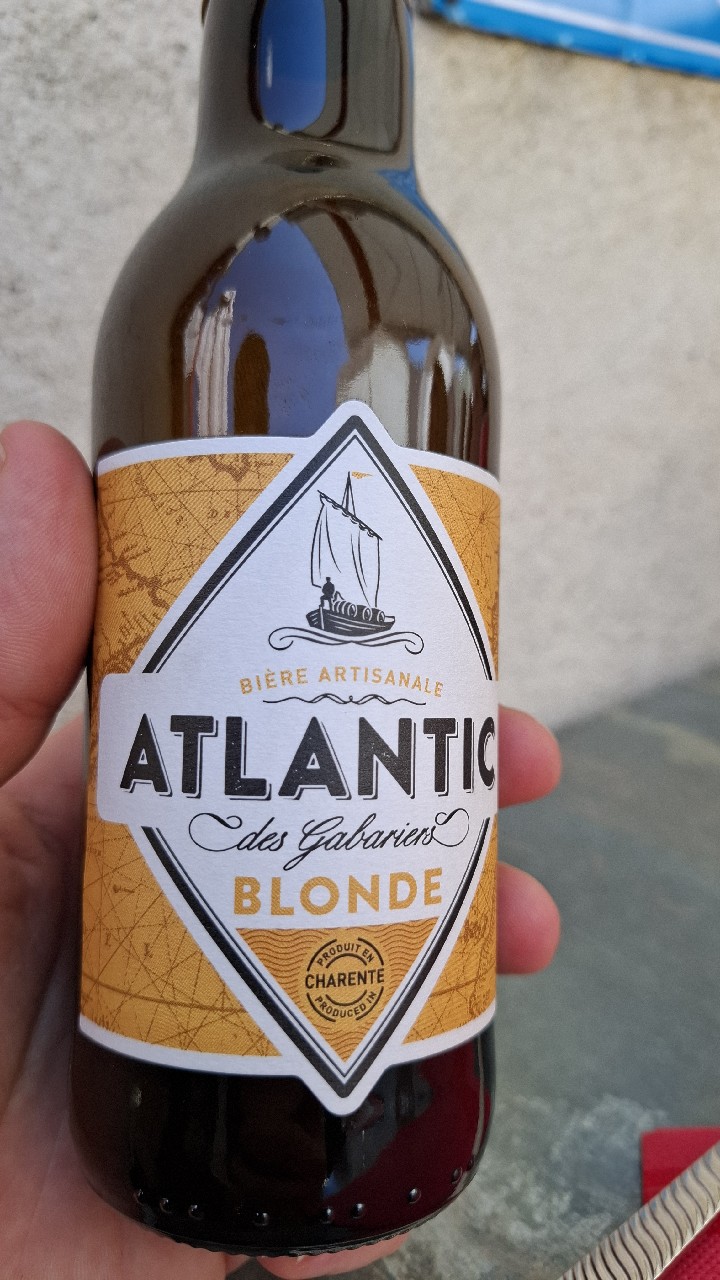 BIÈRE ARTISANALE
ATLANTIC
des Gabariers
BLONDE
PRODUIT EN
CHARENTE
PRODUCED IN